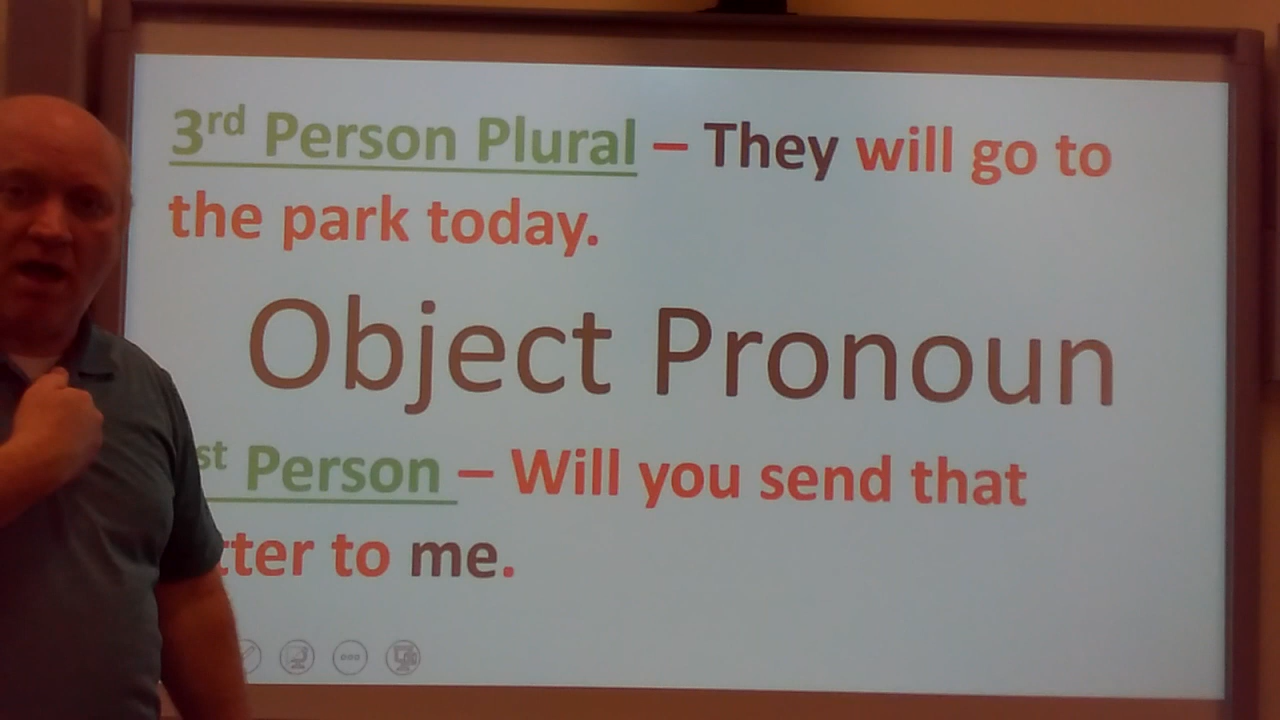 3rd Person Plural – They will go to
the park today.
Object Pronoun
st Person – Will you send that
tter to me.